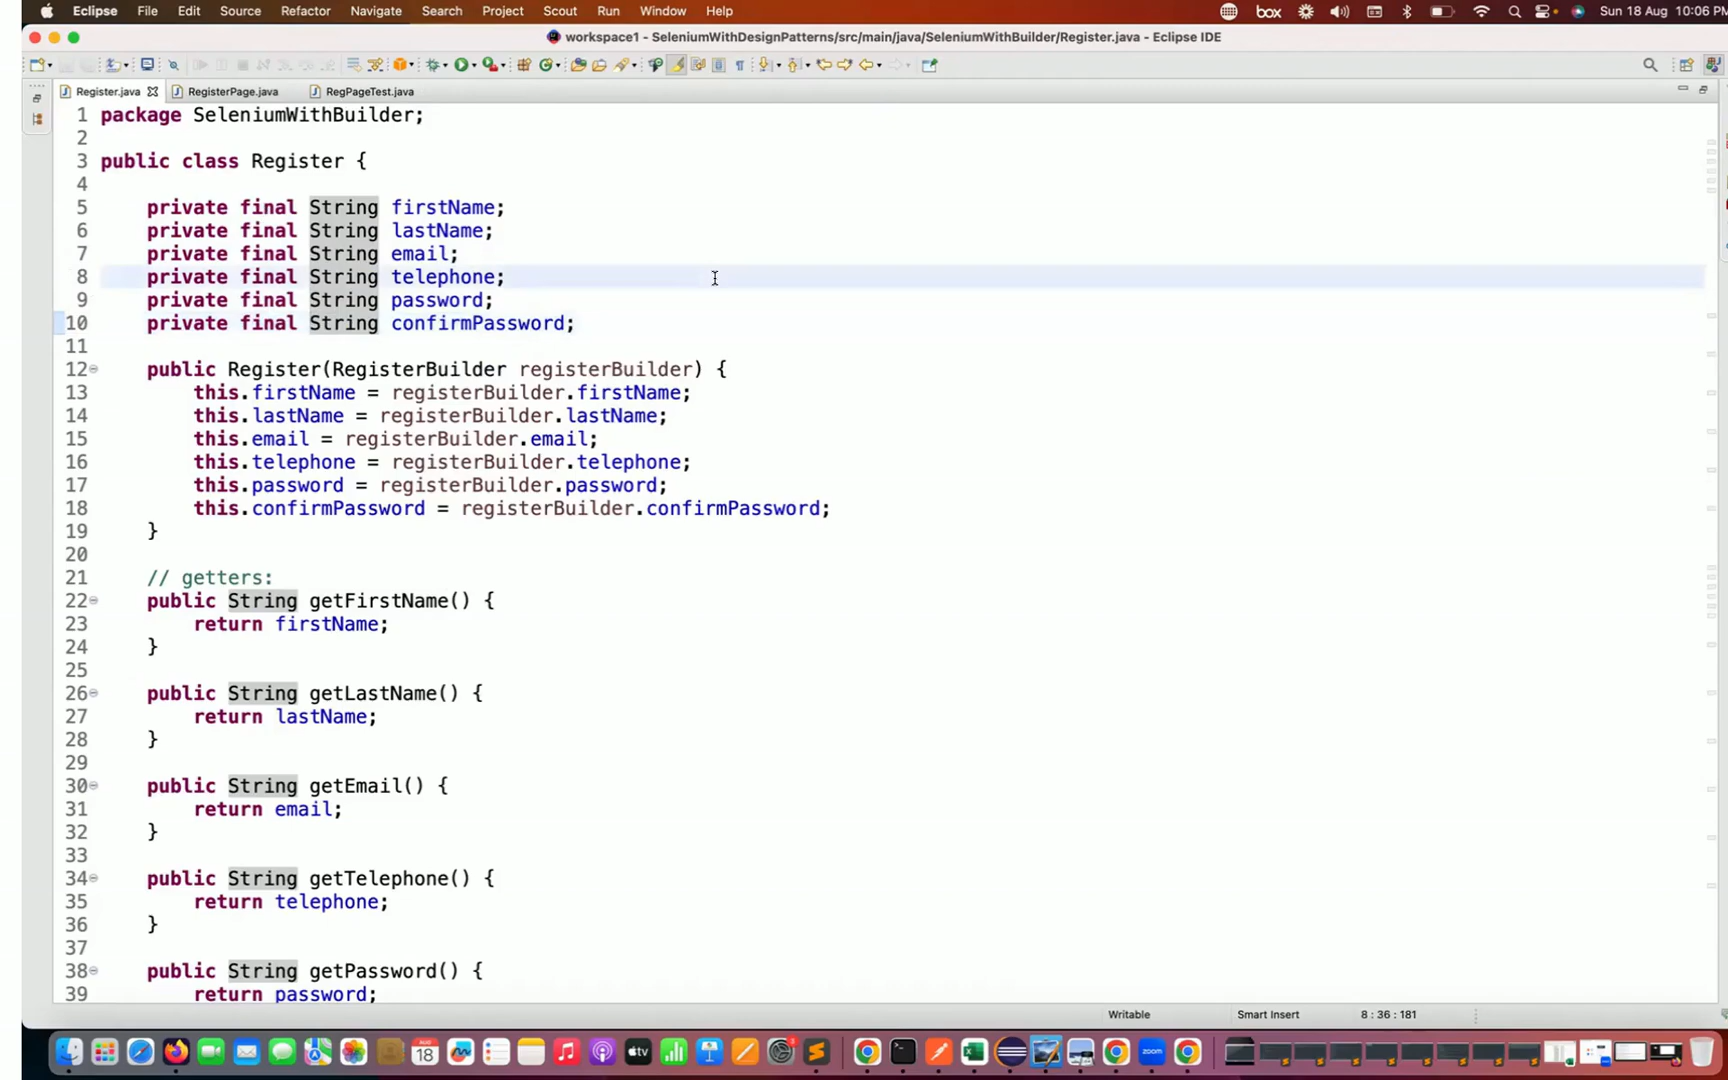 Eclipse File Edit Source Refactor Navigate Search Project Scout Run Window Help box Sun 18 Aug 10:06 PM
workspace1 - SeleniumWithDesignPatterns/src/main/java/SeleniumWithBuilder/Register.java - Eclipse IDE
Register.java RegisterPage.java RegPageTest.java
1 package SeleniumWithBuilder;
2
3 public class Register {
4
5 private final String firstName;
6 private final String lastName;
7 private final String email;
8 private final String telephone;
9 private final String password;
10 private final String confirmPassword;
11
12 public Register(RegisterBuilder registerBuilder) {
13 this.firstName = registerBuilder.firstName;
14 this.lastName = registerBuilder.lastName;
15 this.email = registerBuilder.email;
16 this.telephone = registerBuilder.telephone;
17 this.password = registerBuilder.password;
18 this.confirmPassword = registerBuilder.confirmPassword;
19 }
20
21 // getters:
22 public String getFirstName() {
23 return firstName;
24 }
25
26 public String getLastName() {
27 return lastName;
28 }
29
30 public String getEmail() {
31 return email;
32 }
33
34 public String getTelephone() {
35 return telephone;
36 }
37
38 public String getPassword() {
39 return password;
Writable Smart Insert 8 : 36 : 181
18 tv zoom